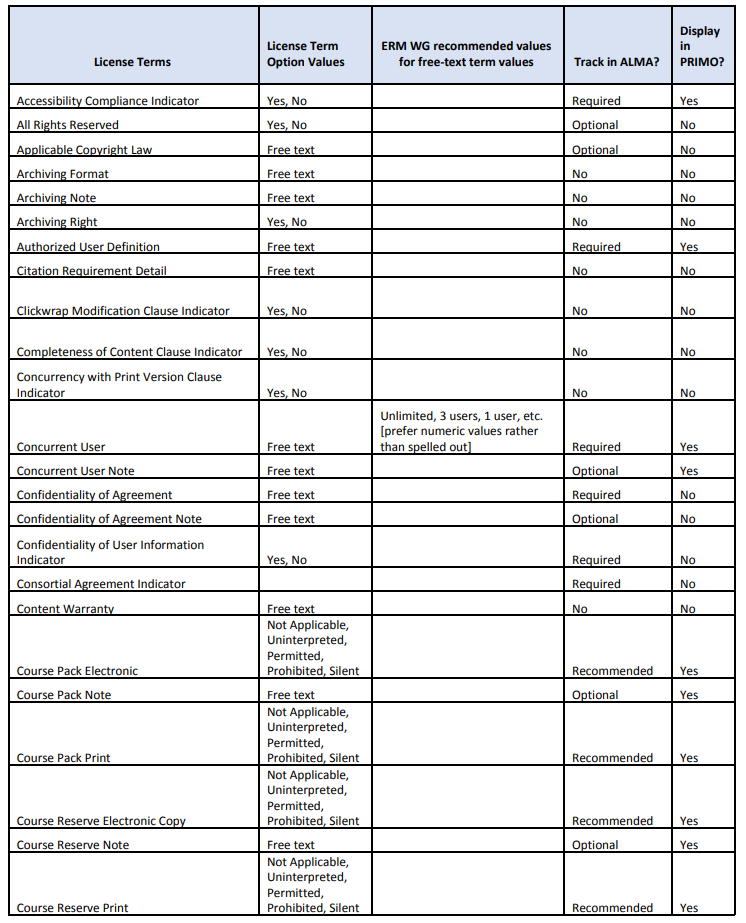 License Terms
License Term
Option Values
ERM WG recommended values
for free-text term values
Track in ALMA?
Display
in
PRIMO?
Accessibility Compliance Indicator Yes, No Required Yes
All Rights Reserved Yes, No Optional No
Applicable Copyright Law Free text Optional No
Archiving Format Free text No No
Archiving Note Free text No No
Archiving Right Yes, No No No
Authorized User Definition Free text Required Yes
Citation Requirement Detail Free text No No
Clickwrap Modification Clause Indicator Yes, No No No
Completeness of Content Clause Indicator Yes, No No No
Concurrency with Print Version Clause
Indicator Yes, No No No
Unlimited, 3 users, 1 user, etc.
[prefer numeric values rather
Concurrent User Free text than spelled out] Required Yes
Concurrent User Note Free text Optional Yes
Confidentiality of Agreement Free text Required No
Confidentiality of Agreement Note Free text Optional No
Confidentiality of User Information
Indicator Yes, No Required No
Consortial Agreement Indicator Required No
Content Warranty Free text No No
Not Applicable,
Uninterpreted,
Permitted,
Course Pack Electronic Prohibited, Silent Recommended Yes
Course Pack Note Free text Optional Yes
Not Applicable,
Uninterpreted,
Permitted,
Course Pack Print Prohibited, Silent Recommended Yes
Not Applicable,
Uninterpreted,
Permitted,
Course Reserve Electronic Copy Prohibited, Silent Recommended Yes
Course Reserve Note Free text Optional Yes
Not Applicable,
Uninterpreted,
Permitted,
Course Reserve Print Prohibited, Silent Recommended Yes